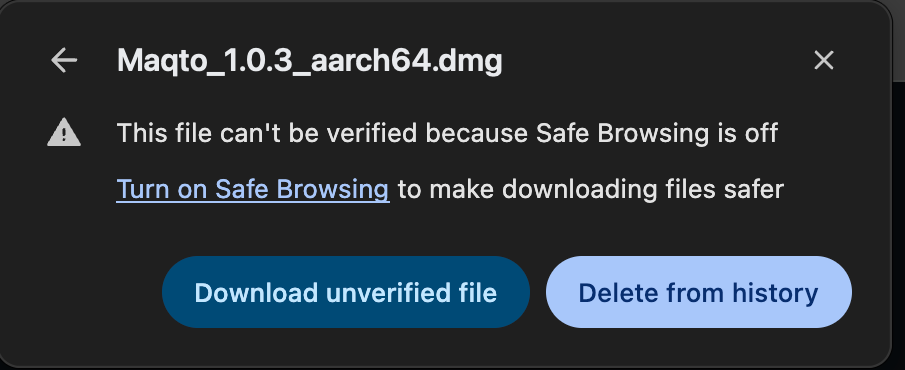 Maqto_1.0.3_aarch64.dmg
This file can't be verified because Safe Browsing is off
Turn on Safe Browsing to make downloading files safer
Download unverified file
Delete from history